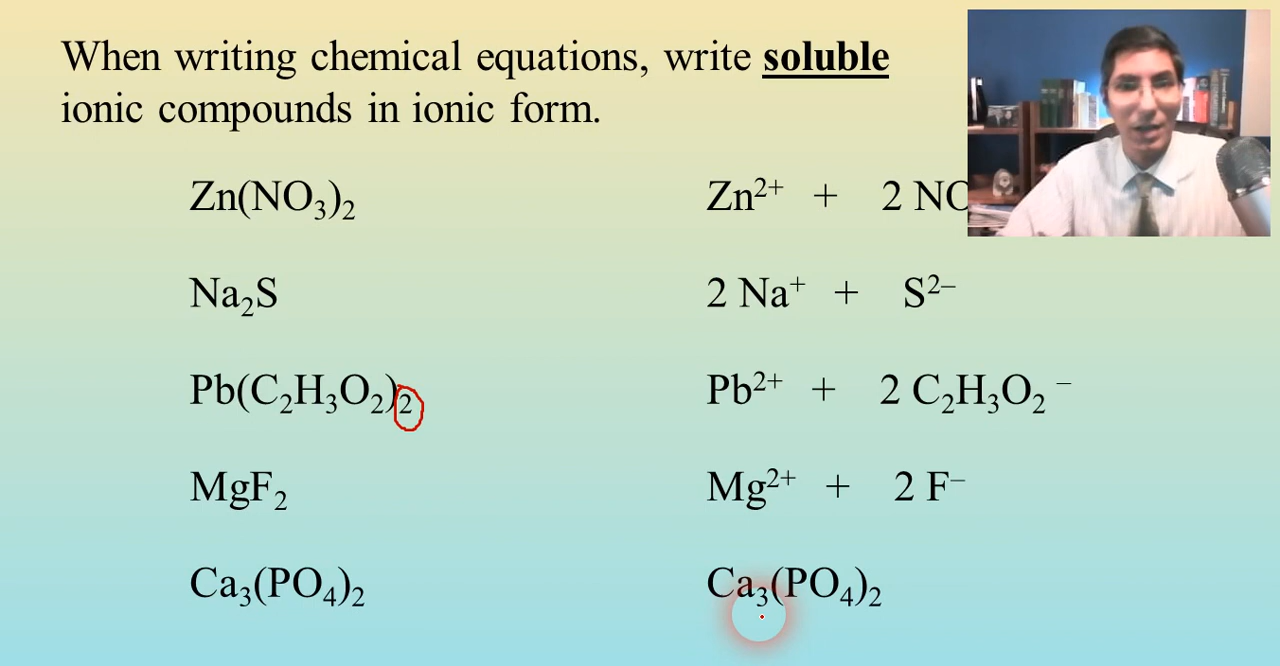 When writing chemical equations, write soluble
ionic compounds in ionic form.
Zn(NO₃)₂ Zn²⁺ + 2 NO
Na₂S 2 Na⁺ + S²⁻
Pb(C₂H₃O₂)₂ Pb²⁺ + 2 C₂H₃O₂ ⁻
MgF₂ Mg²⁺ + 2 F⁻
Ca₃(PO₄)₂ Ca₃(PO₄)₂